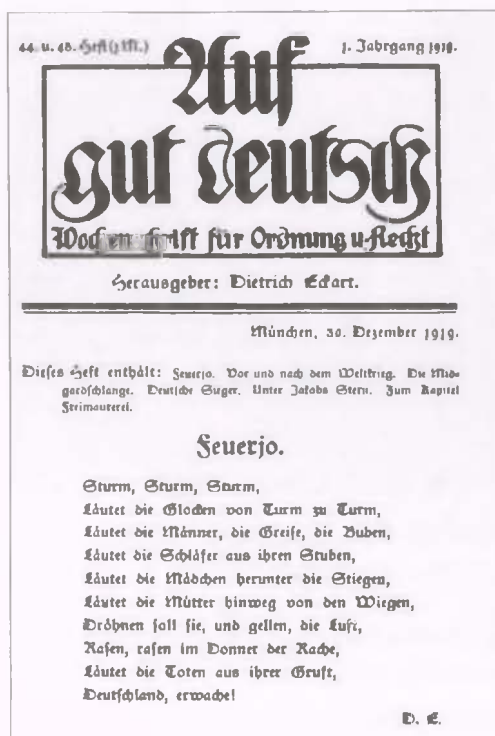 44. u. 45. Heft (1 M.) 1. Jahrgang 1919.
Auf
gut deutsch
Wochenschrift für Ordnung u. Recht
Herausgeber: Dietrich Eckart.
München, 30. Dezember 1919.
Dieses Heft enthält: Feuerjo. Vor und nach dem Weltkrieg. Die Mid-
gardschlange. Deutsche Sieger. Unter Jakobs Stern. Zum Kapitel
Freimaurerei.
Feuerjo.
Sturm, Sturm, Sturm,
Läutet die Glocken von Turm zu Turm,
Läutet die Männer, die Greise, die Buben,
Läutet die Schläfer aus ihren Stuben,
Läutet die Mädchen herunter die Stiegen,
Läutet die Mütter hinweg von den Wiegen,
Dröhnen soll sie, und gellen, die Luft,
Rasen, rasen im Donner der Rache,
Läutet die Toten aus ihrer Gruft,
Deutschland, erwache!
D. E.